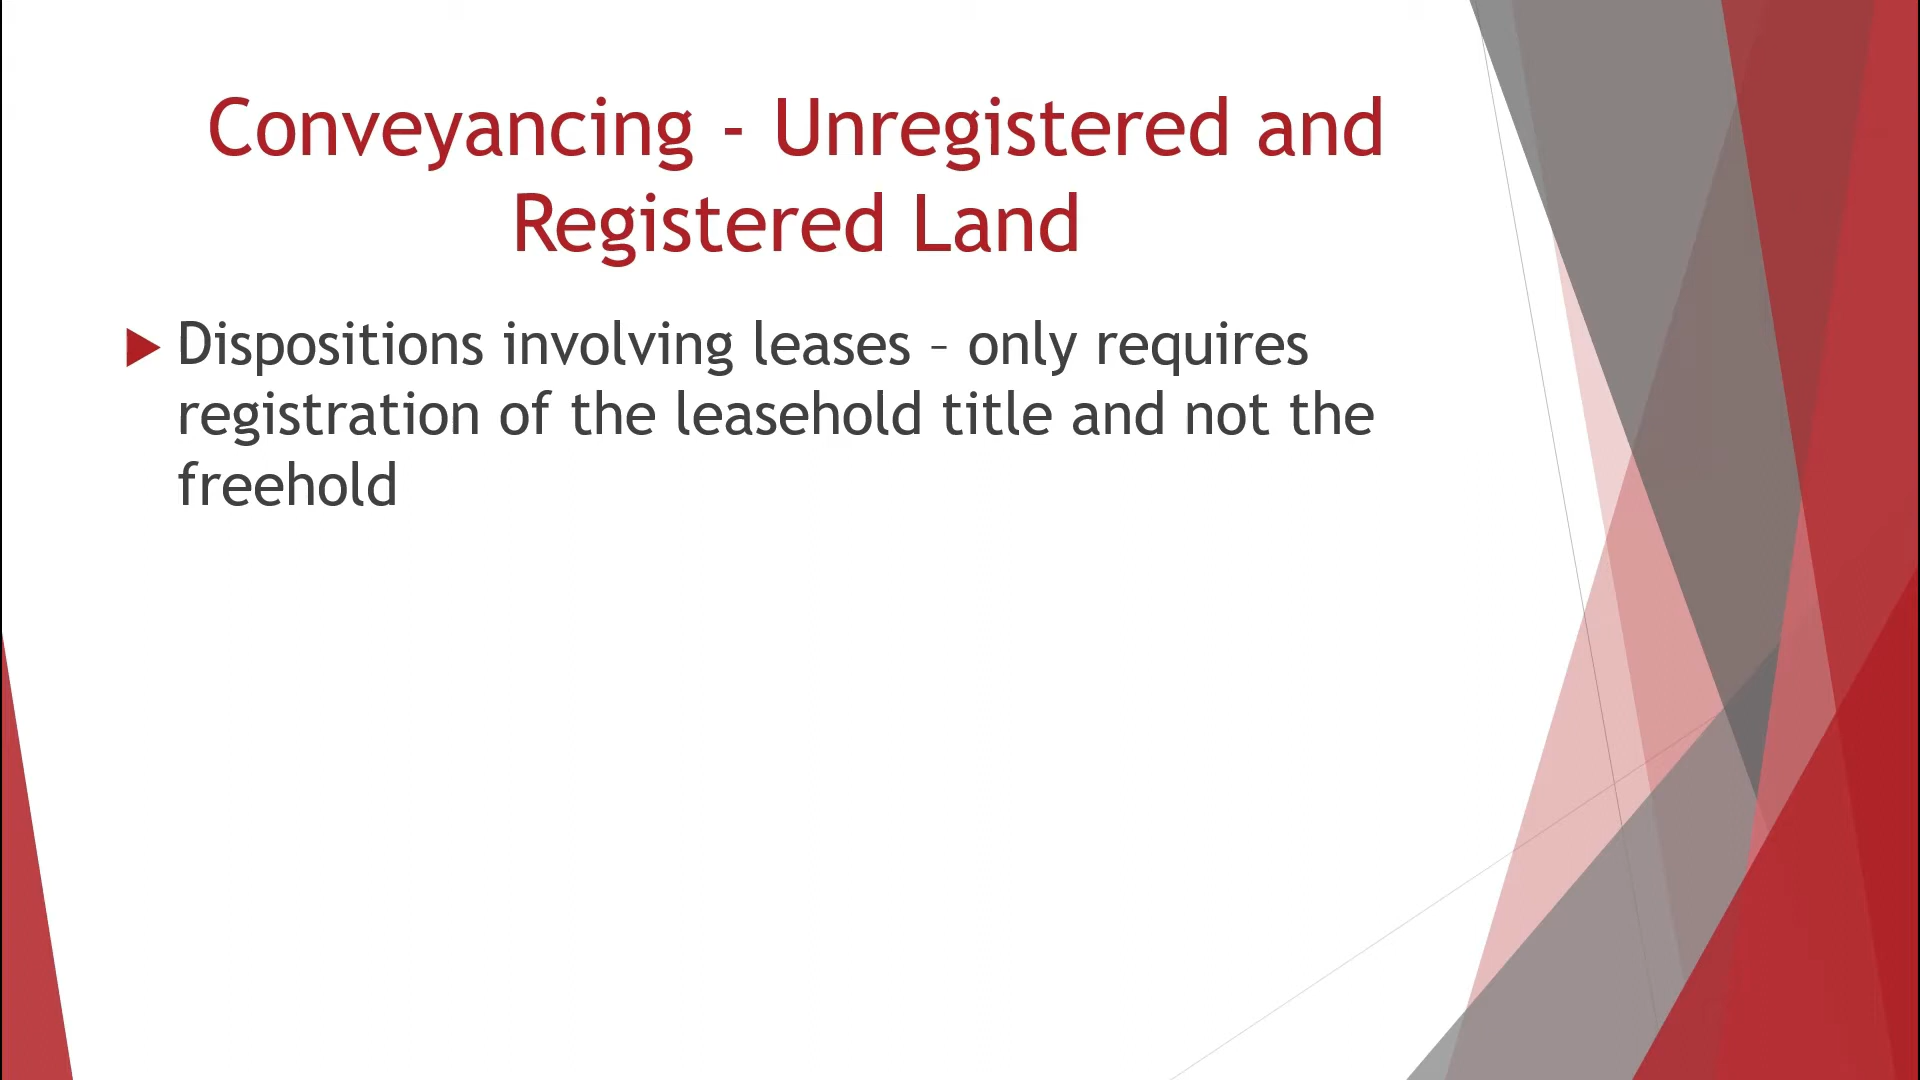 Conveyancing - Unregistered and
Registered Land
Dispositions involving leases – only requires
registration of the leasehold title and not the
freehold